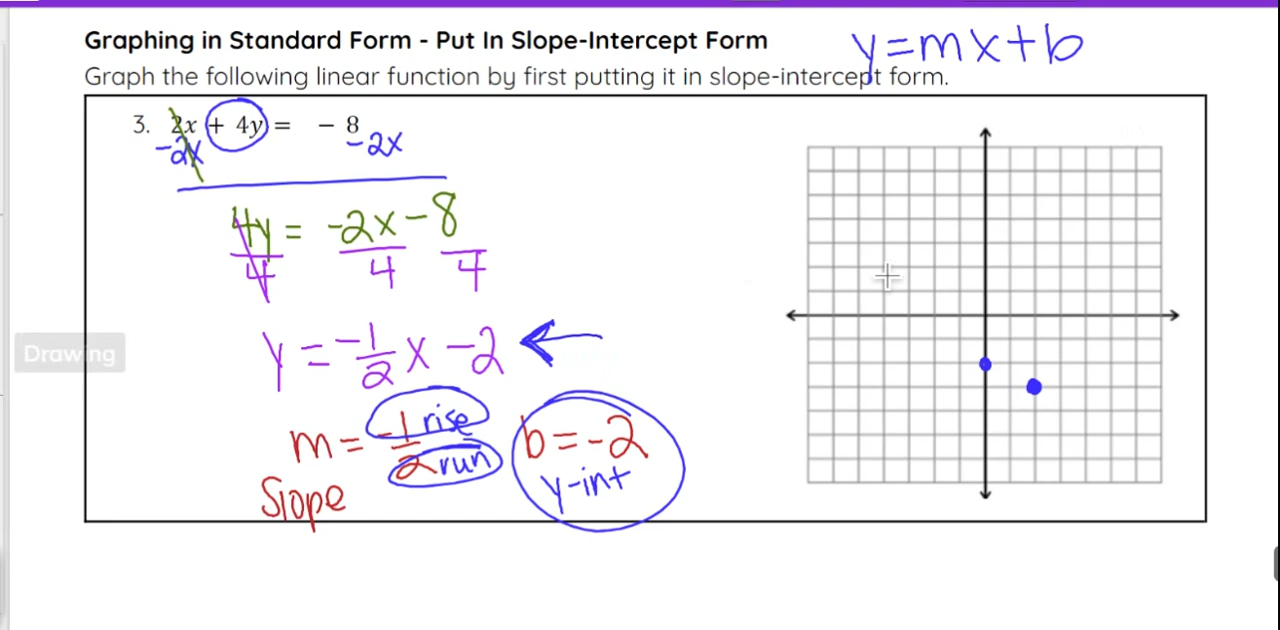 Graphing in Standard Form - Put In Slope-Intercept Form
y=mx+b
Graph the following linear function by first putting it in slope-intercept form.
3. 2x + 4y = - 8
-2x -2x
4y = -2x - 8
4 4 4
y = -1/2 x - 2
Drawing
m = -1/2 rise run
b = -2
y-int
Slope